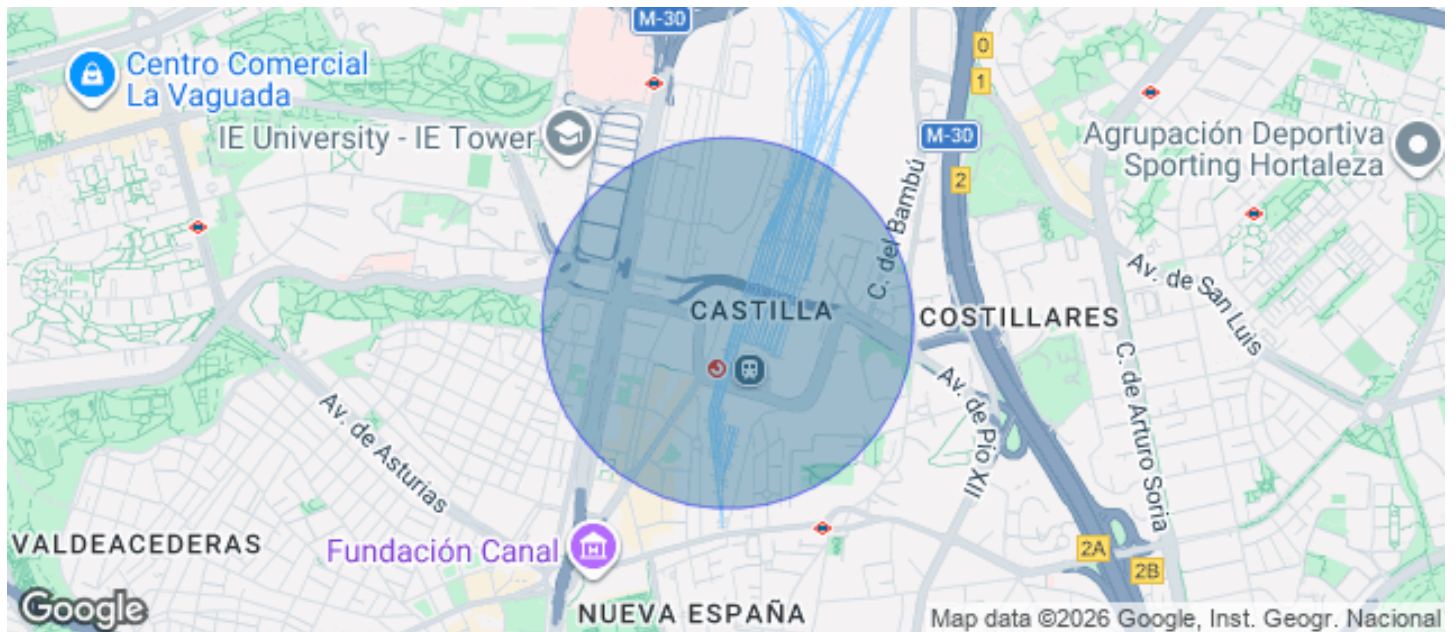 M-30
Centro Comercial
La Vaguada
0
1
IE University - IE Tower
M-30
Agrupación Deportiva
Sporting Hortaleza
2
C. del Bambú
Av. de San Luis
CASTILLA
COSTILLARES
Av. de Asturias
Av. de Pío XII
C. de Arturo Soria
VALDEACEDERAS
Fundación Canal
2A
2B
Google
NUEVA ESPAÑA
Map data ©2026 Google, Inst. Geogr. Nacional